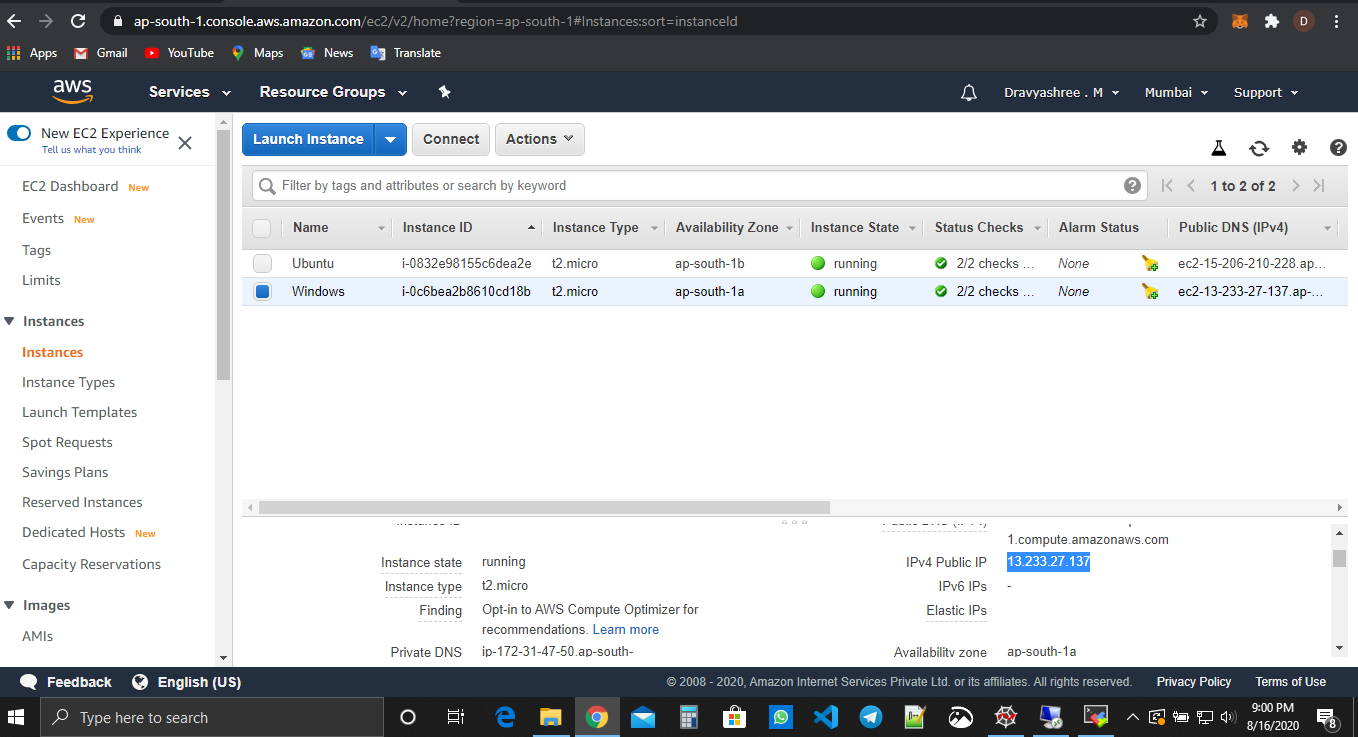 ap-south-1.console.aws.amazon.com/ec2/v2/home?region=ap-south-1#Instances:sort=instanceId
D
Apps Gmail YouTube Maps News Translate
aws Services Resource Groups Dravyashree . M Mumbai Support
New EC2 Experience
Tell us what you think
EC2 Dashboard New
Events New
Tags
Limits
Instances
Instances
Instance Types
Launch Templates
Spot Requests
Savings Plans
Reserved Instances
Dedicated Hosts New
Capacity Reservations
Images
AMIs
Launch Instance Connect Actions
Filter by tags and attributes or search by keyword 1 to 2 of 2
Name Instance ID Instance Type Availability Zone Instance State Status Checks Alarm Status Public DNS (IPv4)
Ubuntu i-0832e98155c6dea2e t2.micro ap-south-1b running 2/2 checks ... None ec2-15-206-210-228.ap...
Windows i-0c6bea2b8610cd18b t2.micro ap-south-1a running 2/2 checks ... None ec2-13-233-27-137.ap-...
1.compute.amazonaws.com
Instance state running IPv4 Public IP 13.233.27.137
Instance type t2.micro IPv6 IPs -
Finding Opt-in to AWS Compute Optimizer for Elastic IPs
recommendations. Learn more
Private DNS ip-172-31-47-50.ap-south- Availability zone ap-south-1a
Feedback English (US) © 2008 - 2020, Amazon Internet Services Private Ltd. or its affiliates. All rights reserved. Privacy Policy Terms of Use
Type here to search
9:00 PM
8/16/2020
8